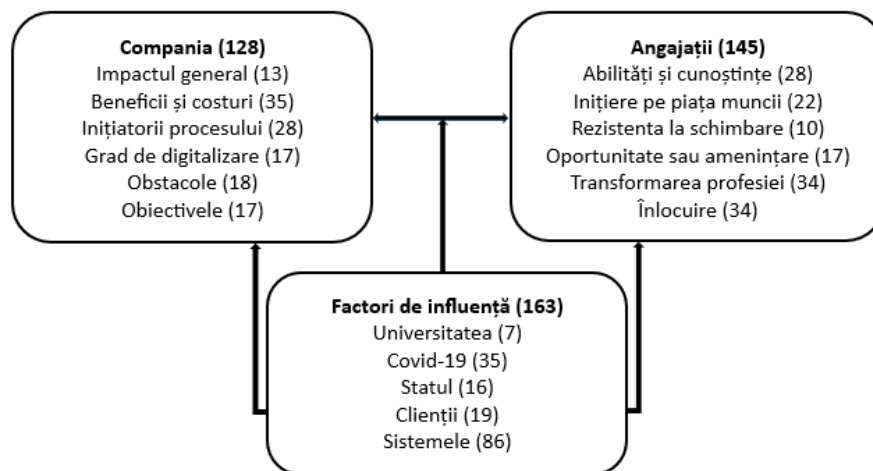 Compania (128)
Impactul general (13)
Beneficii și costuri (35)
Inițiatorii procesului (28)
Grad de digitalizare (17)
Obstacole (18)
Obiectivele (17)
Angajații (145)
Abilități și cunoștințe (28)
Inițiere pe piața muncii (22)
Rezistenta la schimbare (10)
Oportunitate sau amenințare (17)
Transformarea profesiei (34)
Înlocuire (34)
Factori de influență (163)
Universitatea (7)
Covid-19 (35)
Statul (16)
Clienții (19)
Sistemele (86)